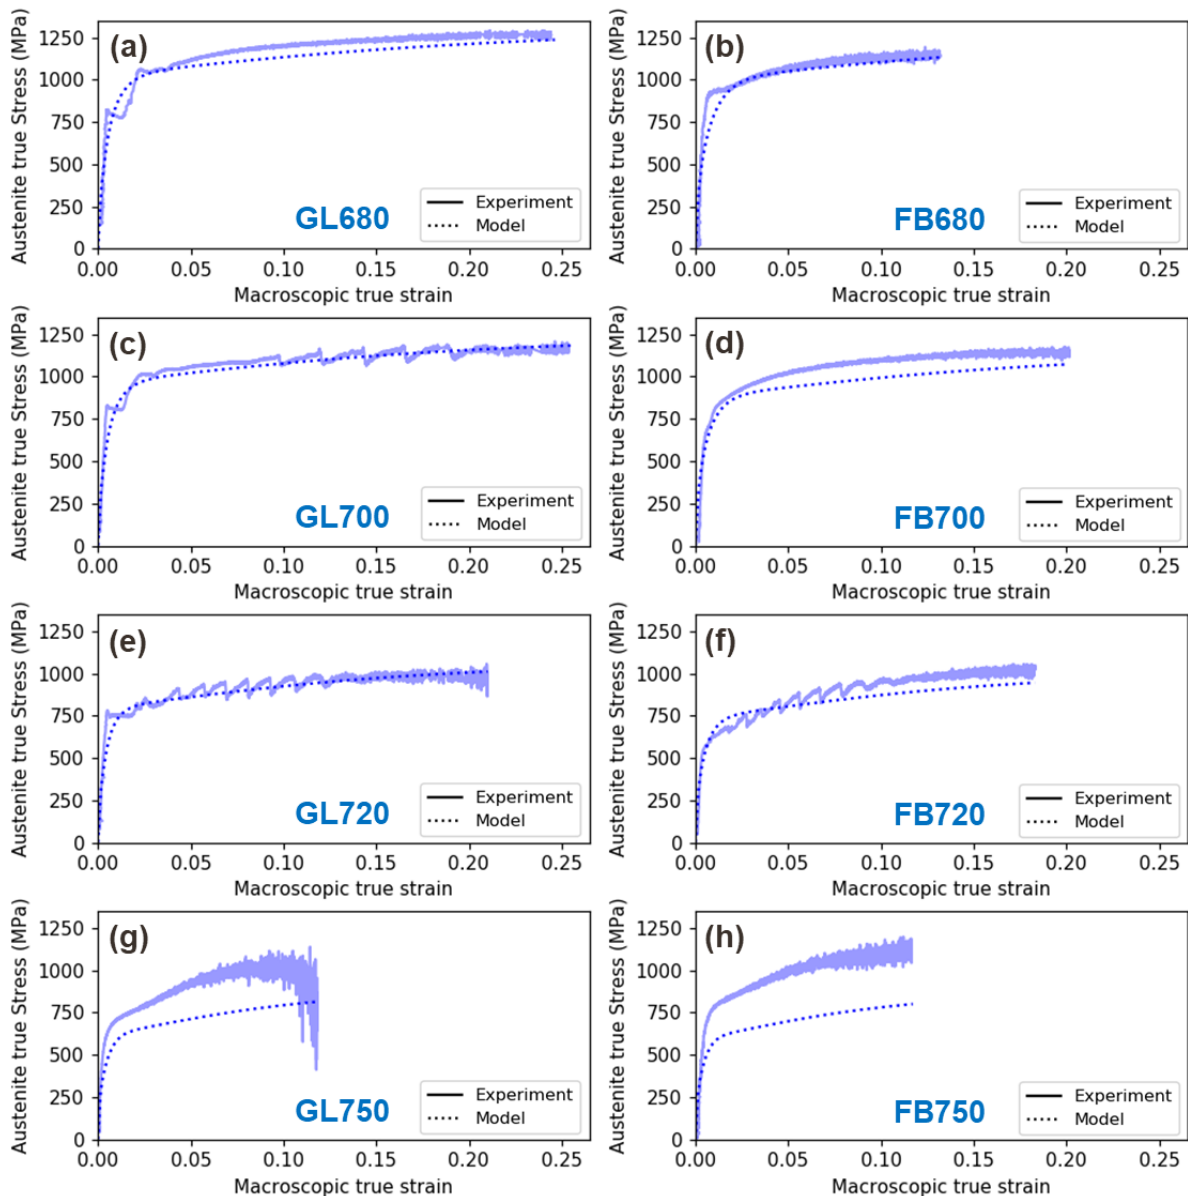 (a)
Austenite true Stress (MPa)
1250
1000
750
500
250
0
GL680
Experiment
Model
0.00 0.05 0.10 0.15 0.20 0.25
Macroscopic true strain
(b)
Austenite true Stress (MPa)
1250
1000
750
500
250
0
FB680
Experiment
Model
0.00 0.05 0.10 0.15 0.20 0.25
Macroscopic true strain
(c)
Austenite true Stress (MPa)
1250
1000
750
500
250
0
GL700
Experiment
Model
0.00 0.05 0.10 0.15 0.20 0.25
Macroscopic true strain
(d)
Austenite true Stress (MPa)
1250
1000
750
500
250
0
FB700
Experiment
Model
0.00 0.05 0.10 0.15 0.20 0.25
Macroscopic true strain
(e)
Austenite true Stress (MPa)
1250
1000
750
500
250
0
GL720
Experiment
Model
0.00 0.05 0.10 0.15 0.20 0.25
Macroscopic true strain
(f)
Austenite true Stress (MPa)
1250
1000
750
500
250
0
FB720
Experiment
Model
0.00 0.05 0.10 0.15 0.20 0.25
Macroscopic true strain
(g)
Austenite true Stress (MPa)
1250
1000
750
500
250
0
GL750
Experiment
Model
0.00 0.05 0.10 0.15 0.20 0.25
Macroscopic true strain
(h)
Austenite true Stress (MPa)
1250
1000
750
500
250
0
FB750
Experiment
Model
0.00 0.05 0.10 0.15 0.20 0.25
Macroscopic true strain